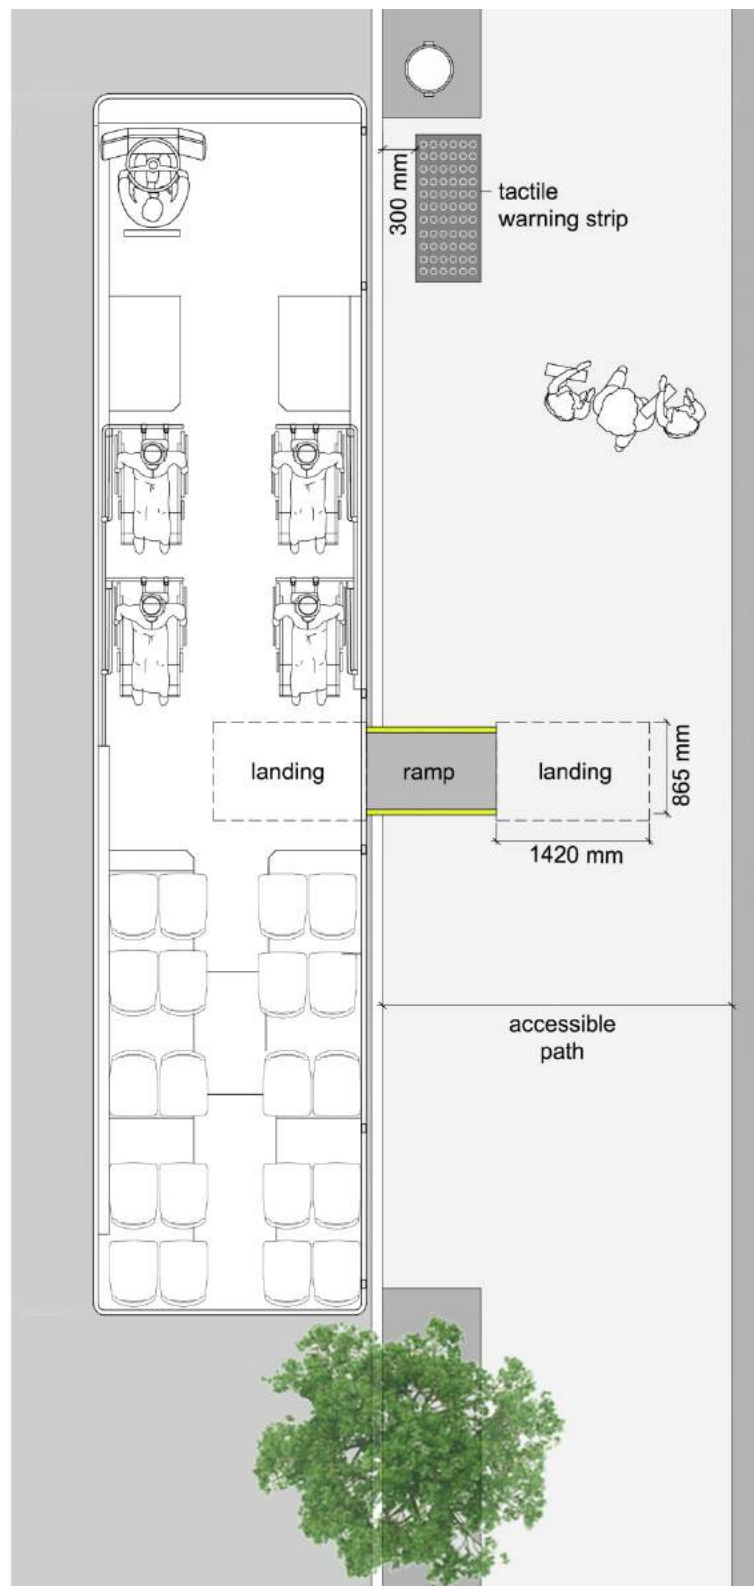 300 mm
tactile
warning strip
landing
ramp
landing
865 mm
1420 mm
accessible
path